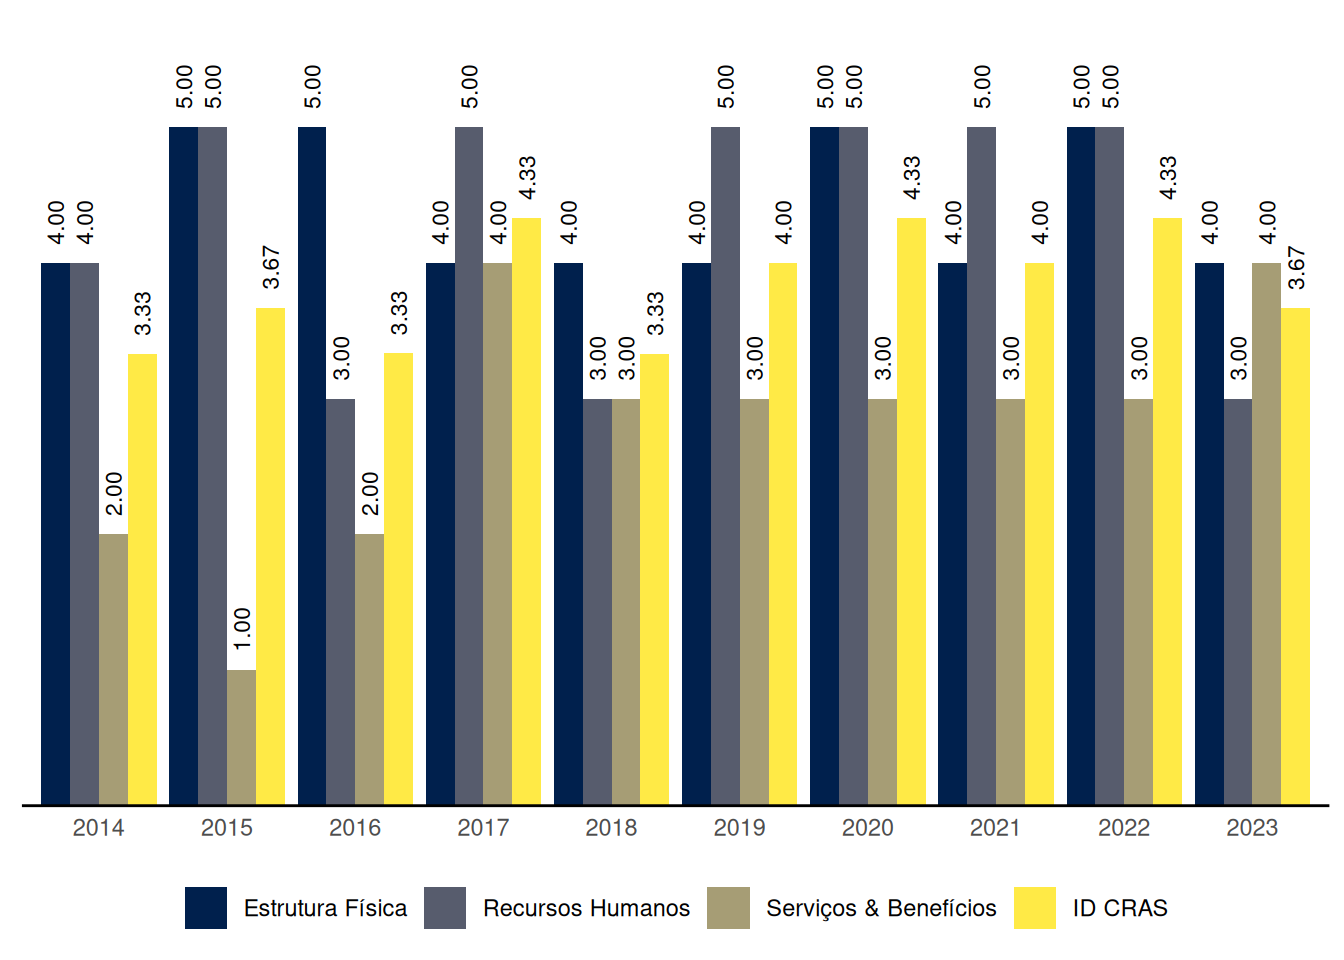 5.00 5.00 5.00 5.00 5.00 5.00 5.00 5.00 5.00 5.00
4.33 4.33 4.33
4.00 4.00 4.00 4.00 4.00 4.00 4.00 4.00 4.00 4.00 4.00
3.67 3.67
3.33 3.33 3.33
3.00 3.00 3.00 3.00 3.00 3.00 3.00 3.00
2.00 2.00
1.00
2014 2015 2016 2017 2018 2019 2020 2021 2022 2023
Estrutura Física Recursos Humanos Serviços & Benefícios ID CRAS